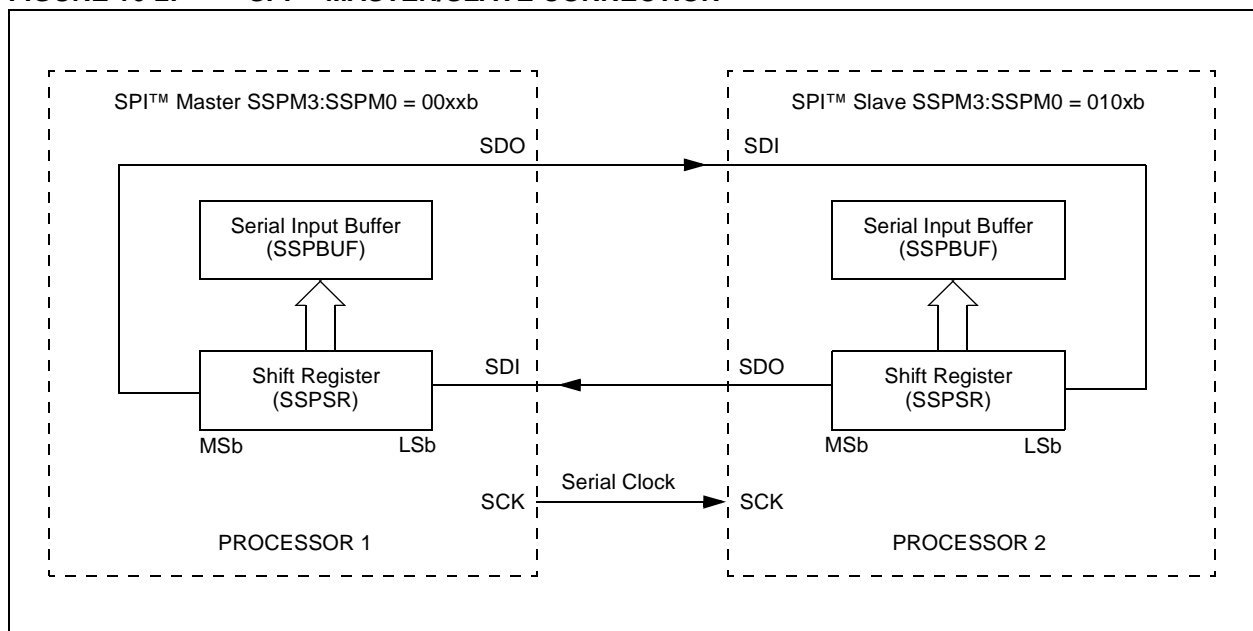 SPI™ Master SSPM3:SSPM0 = 00xxb
SPI™ Slave SSPM3:SSPM0 = 010xb
SDO
SDI
Serial Input Buffer
(SSPBUF)
Serial Input Buffer
(SSPBUF)
SDI
SDO
Shift Register
(SSPSR)
Shift Register
(SSPSR)
MSb
LSb
MSb
LSb
Serial Clock
SCK
SCK
PROCESSOR 1
PROCESSOR 2